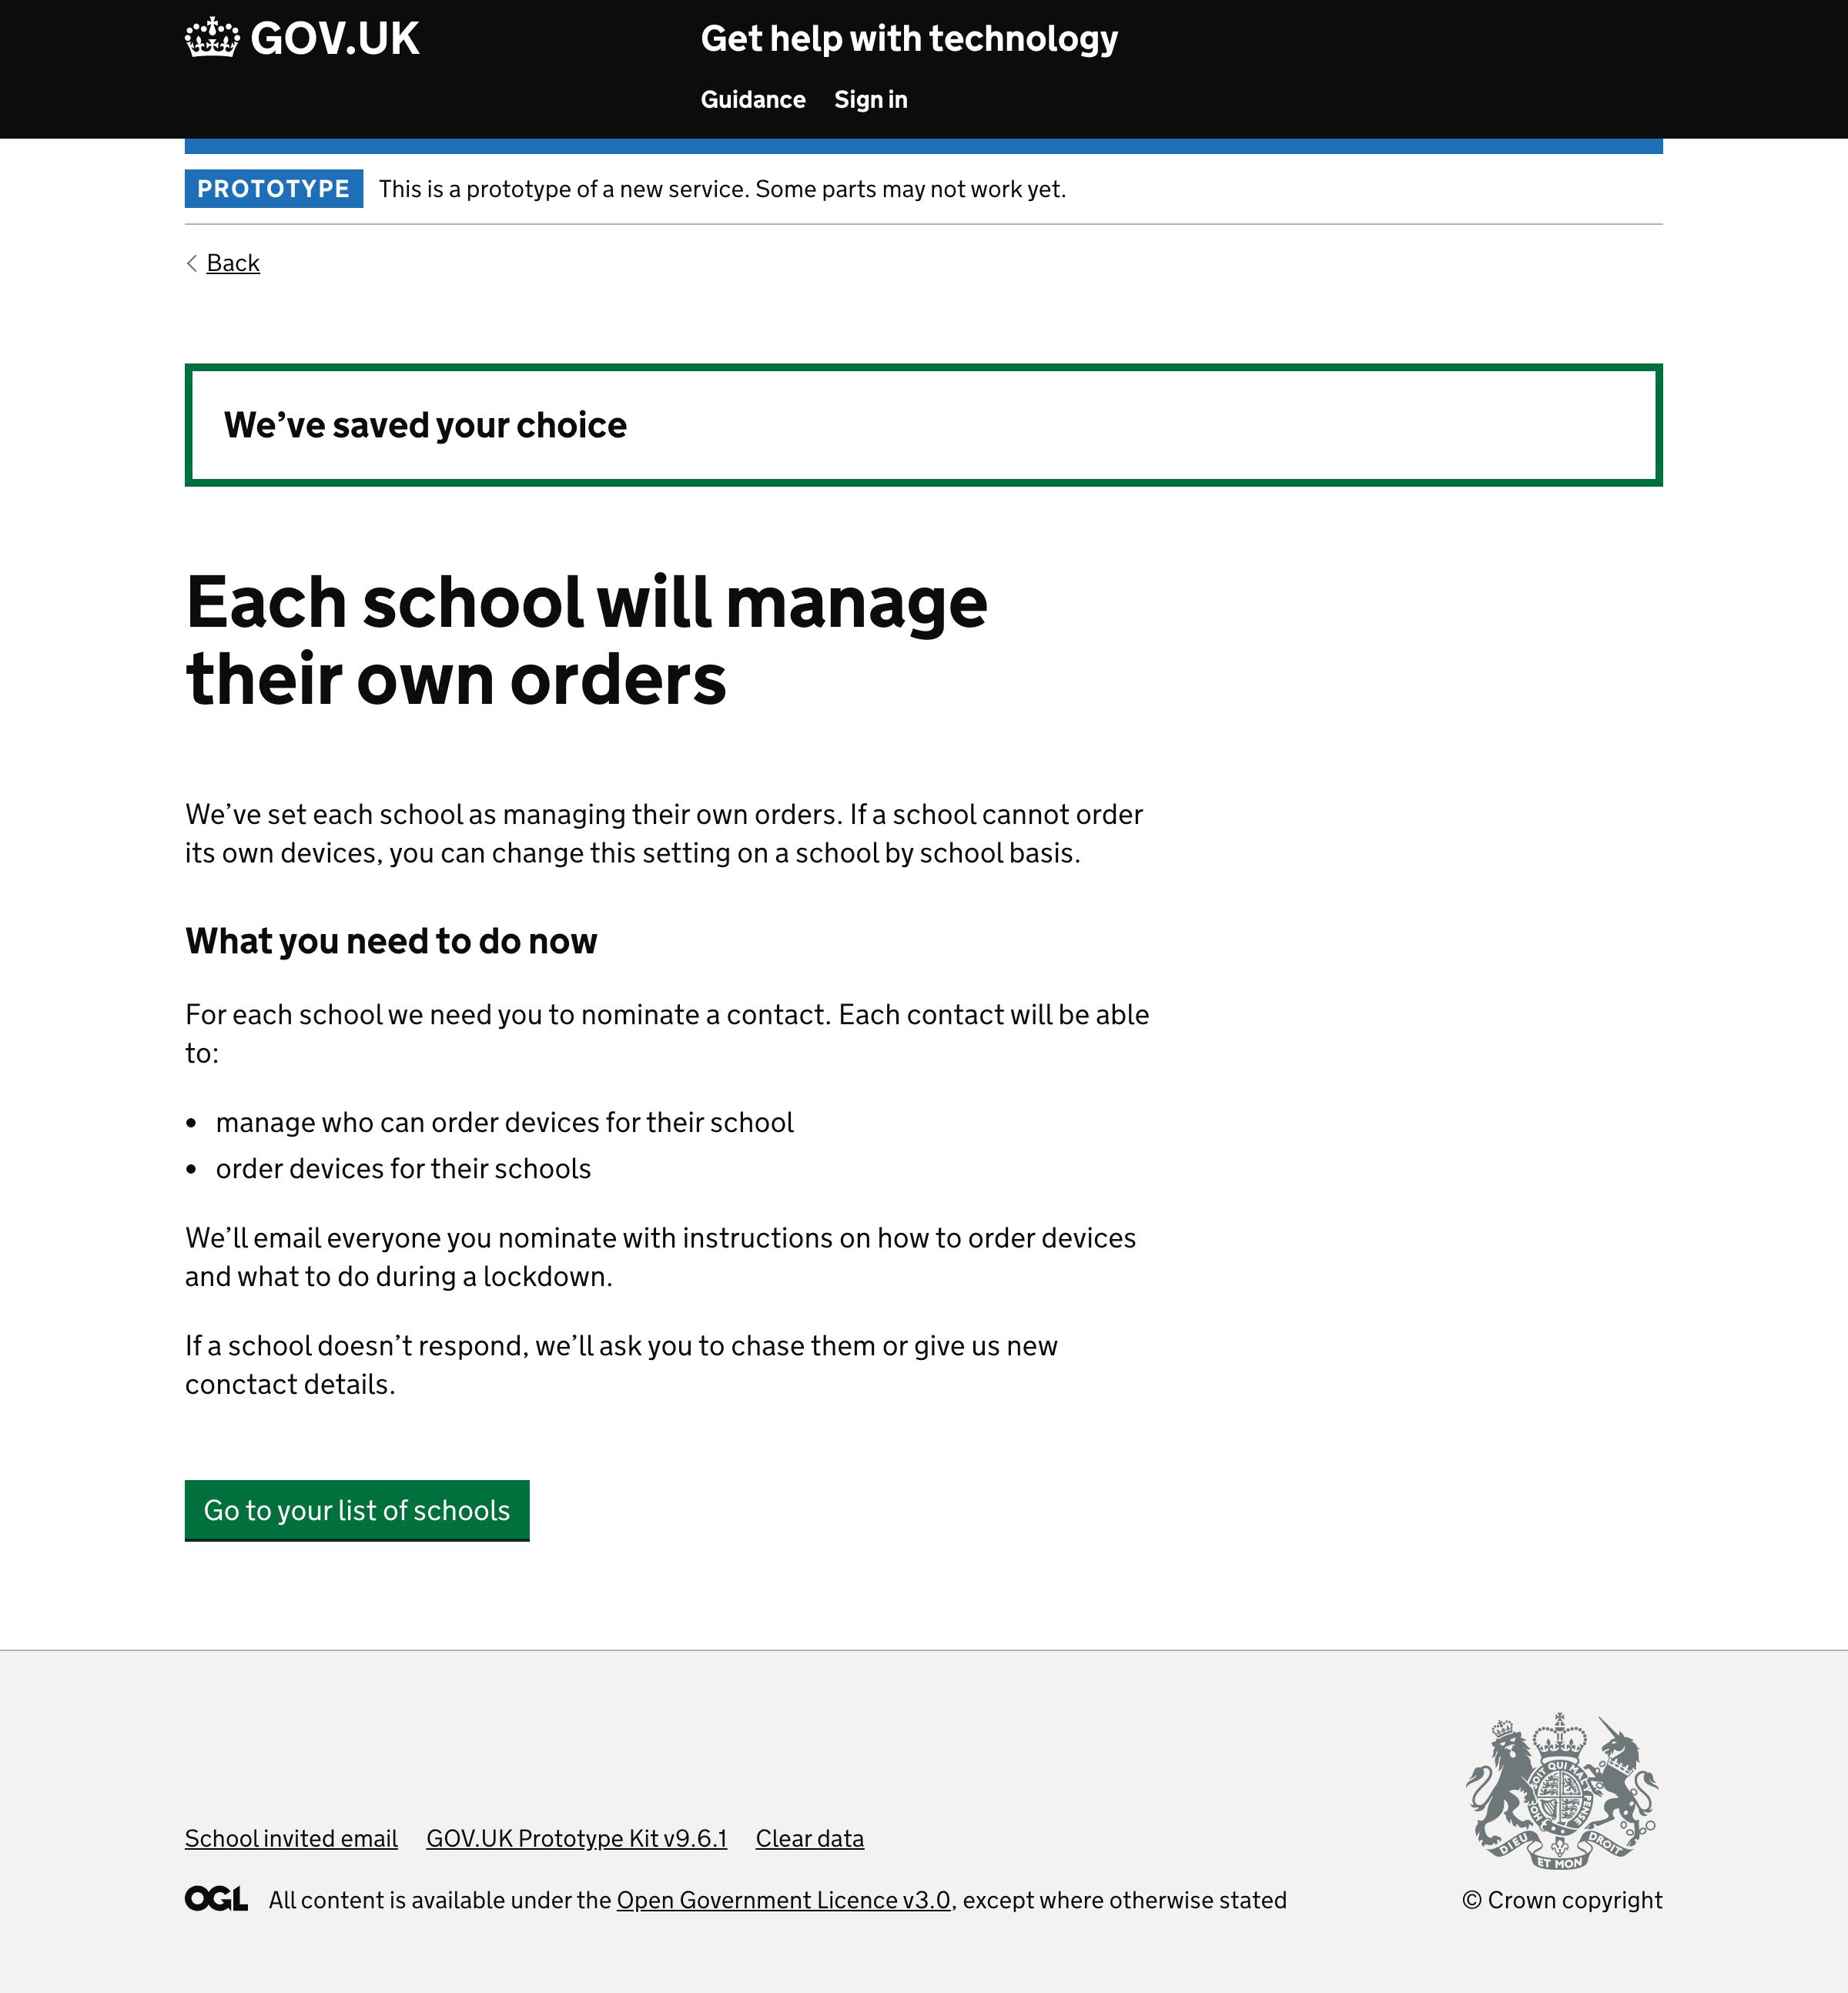 GOV.UK
Get help with technology
Guidance Sign in
PROTOTYPE This is a prototype of a new service. Some parts may not work yet.
Back
We’ve saved your choice
Each school will manage
their own orders
We’ve set each school as managing their own orders. If a school cannot order
its own devices, you can change this setting on a school by school basis.
What you need to do now
For each school we need you to nominate a contact. Each contact will be able
to:
• manage who can order devices for their school
• order devices for their schools
We’ll email everyone you nominate with instructions on how to order devices
and what to do during a lockdown.
If a school doesn’t respond, we’ll ask you to chase them or give us new
conctact details.
Go to your list of schools
School invited email GOV.UK Prototype Kit v9.6.1 Clear data
OGL All content is available under the Open Government Licence v3.0, except where otherwise stated
DIEU ET MON DROIT
© Crown copyright